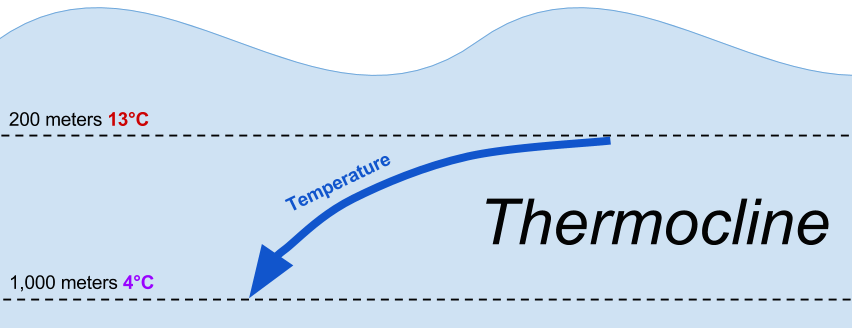 200 meters 13°C
Temperature
Thermocline
1,000 meters 4°C